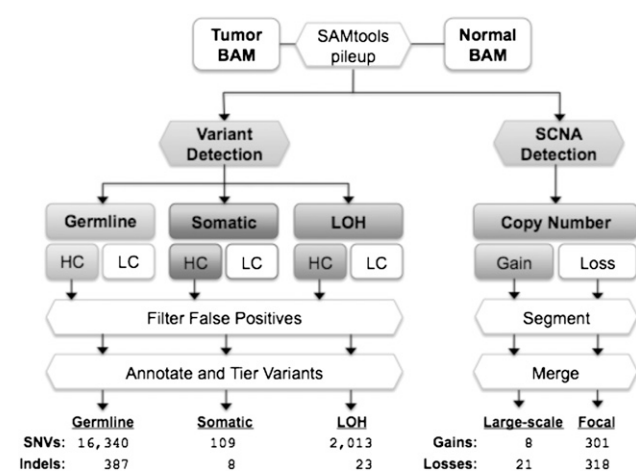 Tumor
BAM
SAMtools
pileup
Normal
BAM
Variant
Detection
SCNA
Detection
Germline
Somatic
LOH
Copy Number
HC
LC
HC
LC
HC
LC
Gain
Loss
Filter False Positives
Segment
Annotate and Tier Variants
Merge
Germline Somatic LOH Large-scale Focal
SNVs: 16,340 109 2,013 Gains: 8 301
Indels: 387 8 23 Losses: 21 318